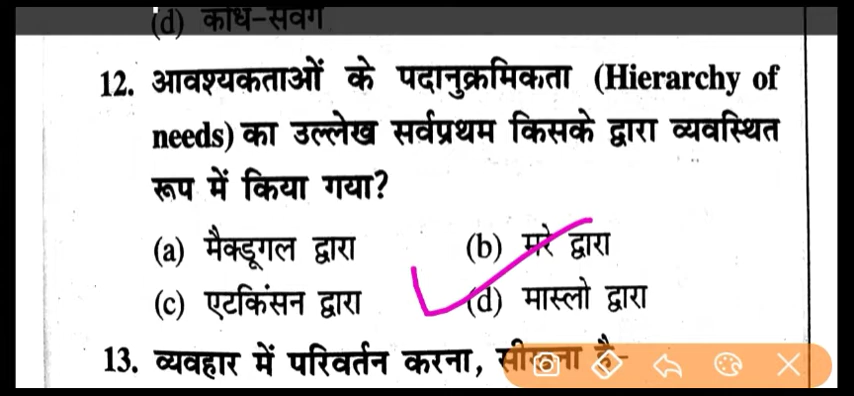 (d) क्रोध-संवेग
12. आवश्यकताओं के पदानुक्रमिकता (Hierarchy of
needs) का उल्लेख सर्वप्रथम किसके द्वारा व्यवस्थित
रूप में किया गया?
(a) मैक्डूगल द्वारा (b) मरे द्वारा
(c) एटकिंसन द्वारा (d) मास्लो द्वारा
13. व्यवहार में परिवर्तन करना, सीखना है-